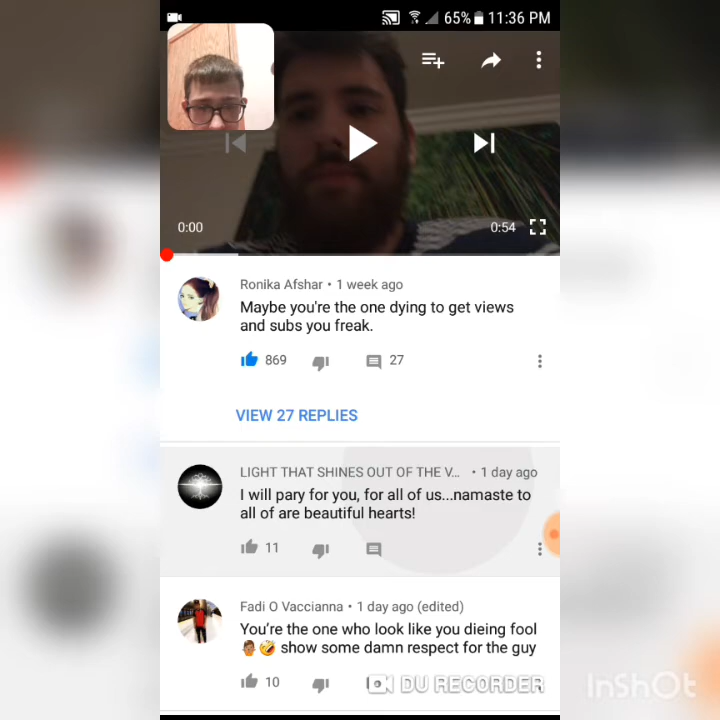 65% 11:36 PM
0:00
0:54
Ronika Afshar • 1 week ago
Maybe you're the one dying to get views
and subs you freak.
869
27
VIEW 27 REPLIES
LIGHT THAT SHINES OUT OF THE V... • 1 day ago
I will pary for you, for all of us...namaste to
all of are beautiful hearts!
11
Fadi O Vaccianna • 1 day ago (edited)
You're the one who look like you dieing fool
🤦🏽‍♂️🤣 show some damn respect for the guy
10
DU RECORDER
InShOt